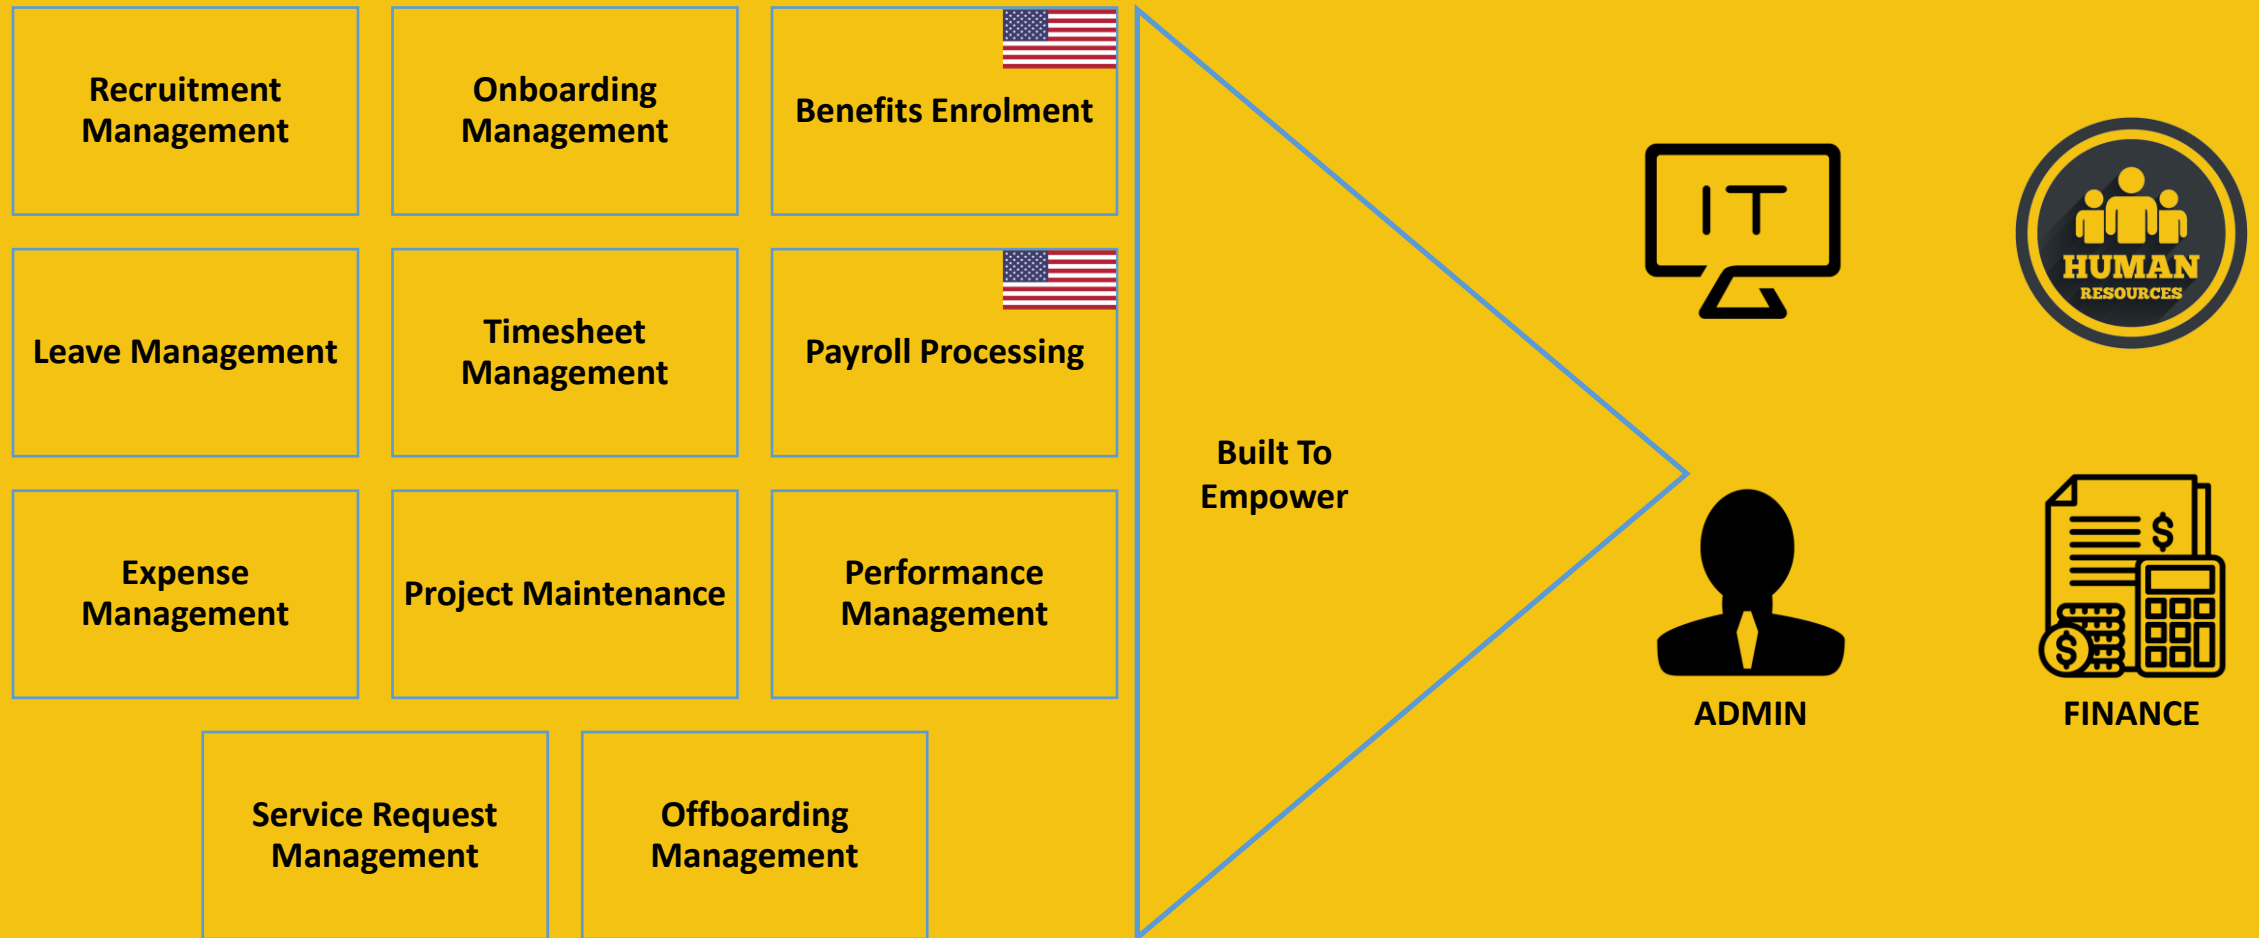 Recruitment
Management
Onboarding
Management
Benefits Enrolment
Leave Management
Timesheet
Management
Payroll Processing
Expense
Management
Project Maintenance
Performance
Management
Service Request
Management
Offboarding
Management
Built To
Empower
IT
HUMAN
RESOURCES
ADMIN
$
$
FINANCE